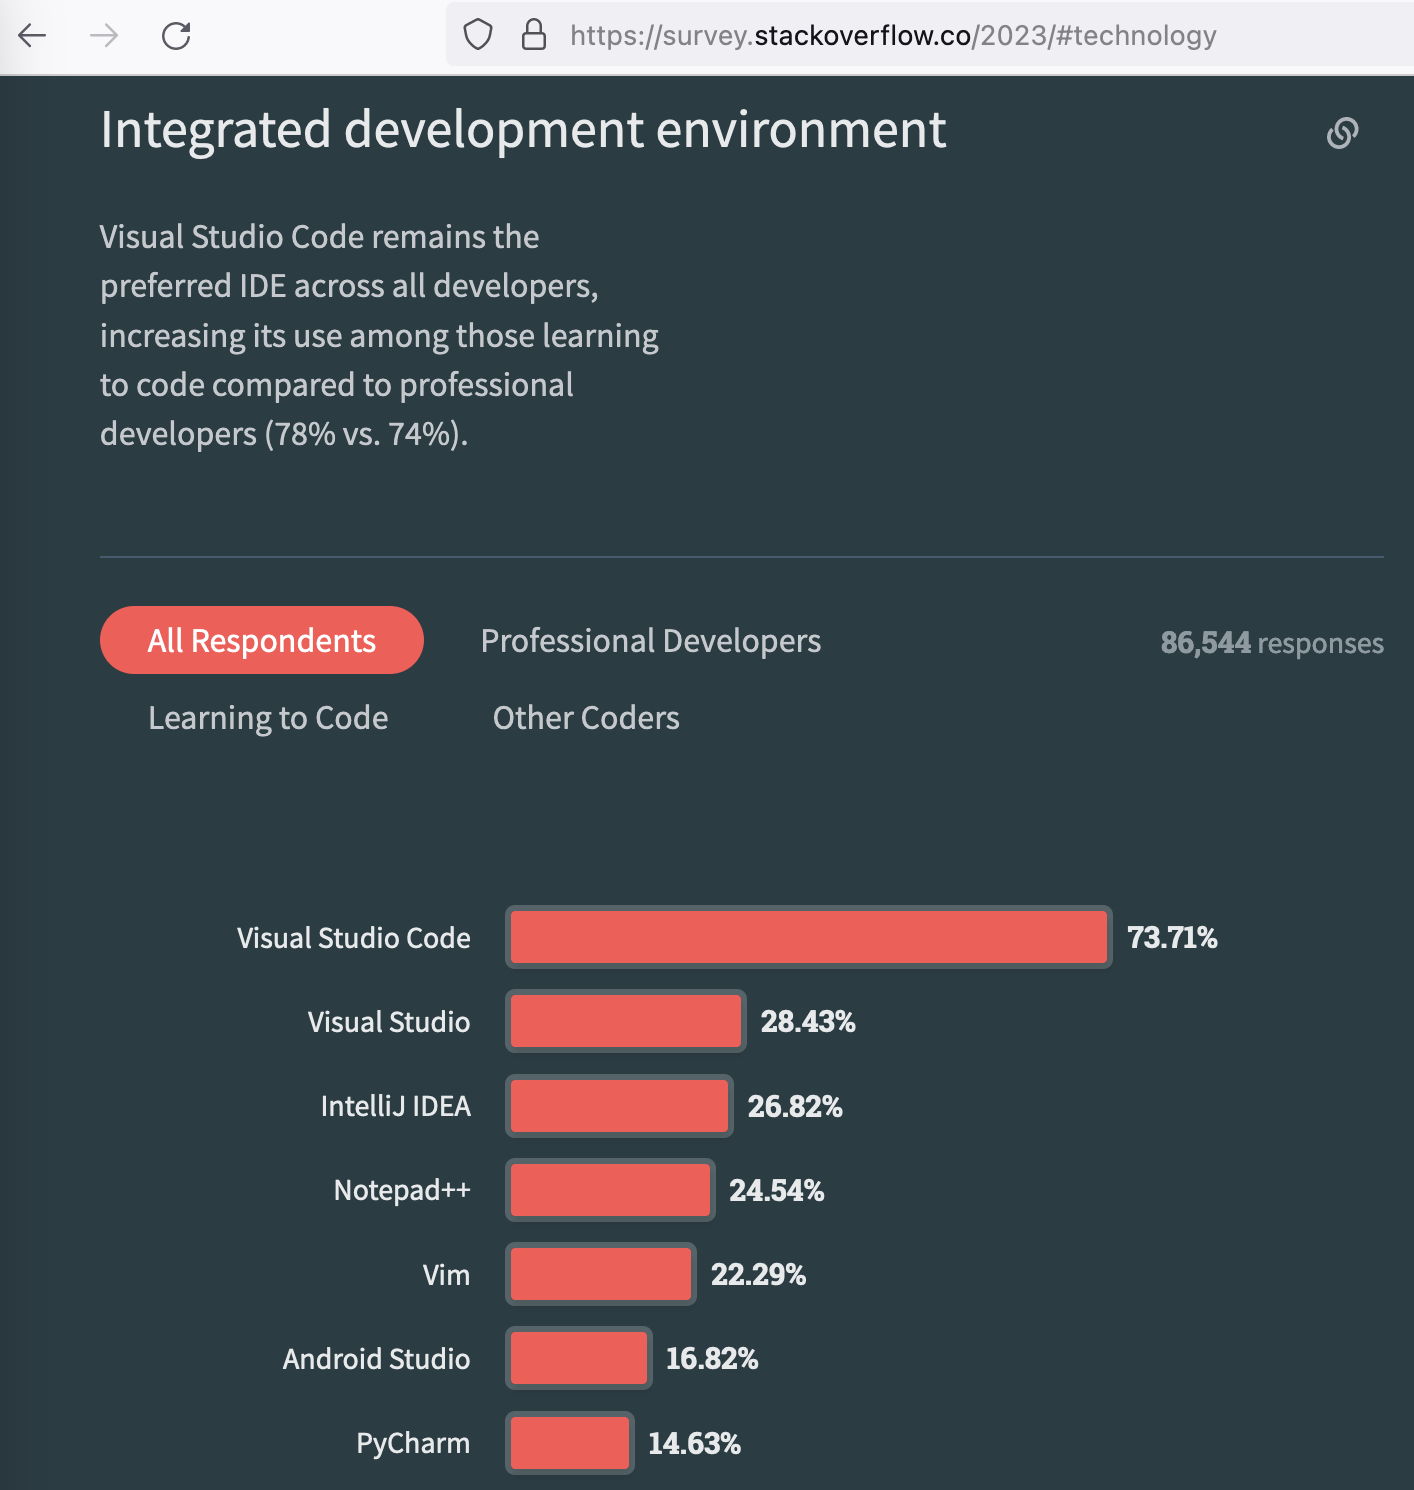 https://survey.stackoverflow.co/2023/#technology
Integrated development environment
Visual Studio Code remains the
preferred IDE across all developers,
increasing its use among those learning
to code compared to professional
developers (78% vs. 74%).
All Respondents
Professional Developers
86,544 responses
Learning to Code
Other Coders
Visual Studio Code 73.71%
Visual Studio 28.43%
IntelliJ IDEA 26.82%
Notepad++ 24.54%
Vim 22.29%
Android Studio 16.82%
PyCharm 14.63%